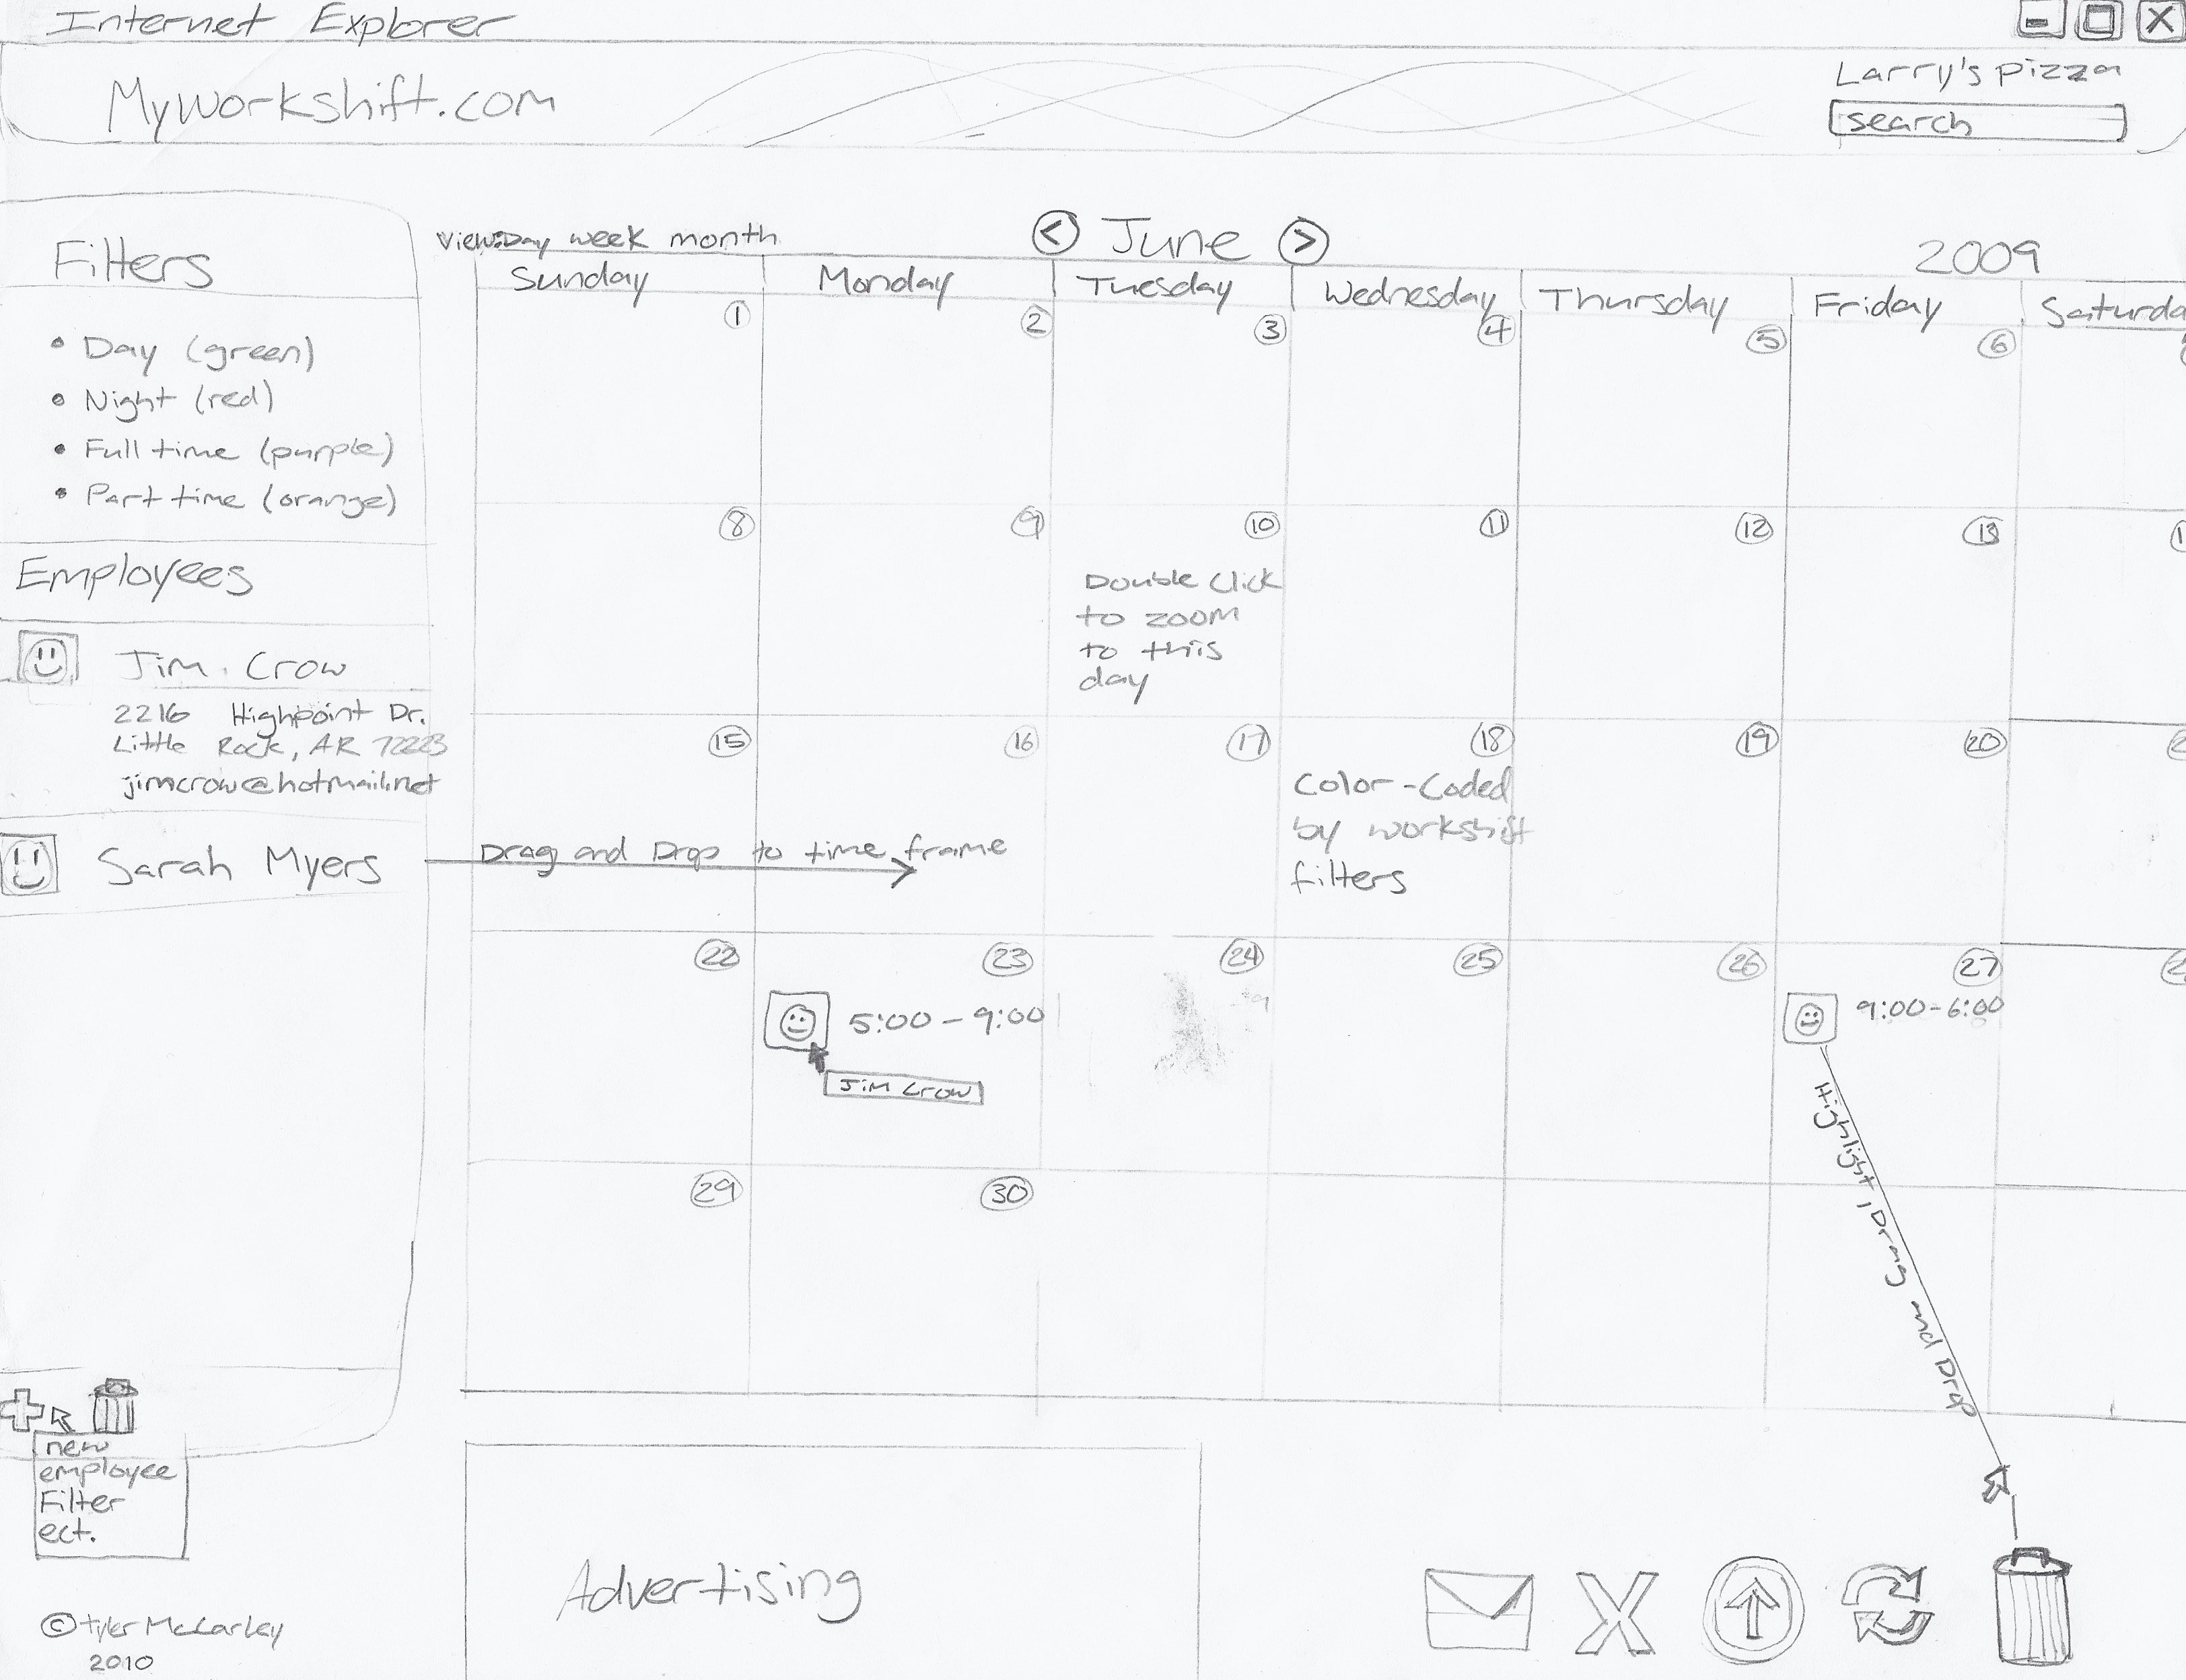 Internet Explorer
Myworkshift.com
Larry's pizza
search
Filters
• Day (green)
• Night (red)
• Full time (purple)
• Part time (orange)
Employees
Jim Crow
2216 Highpoint Dr.
Little Rock, AR 72223
jimcrow@hotmail.net
Sarah Myers
new
employee
Filter
ect.
©Tyler McCarley
2010
View: Day week month
< June >
2009
Sunday Monday Tuesday Wednesday Thursday Friday
1 2 3 4 5 6
8 9 10 11 12 13
Double Click
to zoom
to this
day
15 16 17 18 19 20
Color-Coded
by workshift
filters
Drag and Drop to time frame
22 23 24 25 26 27
5:00-9:00
Jim Crow
9:00-6:00
Highlight, Drag and Drop
29 30
Advertising